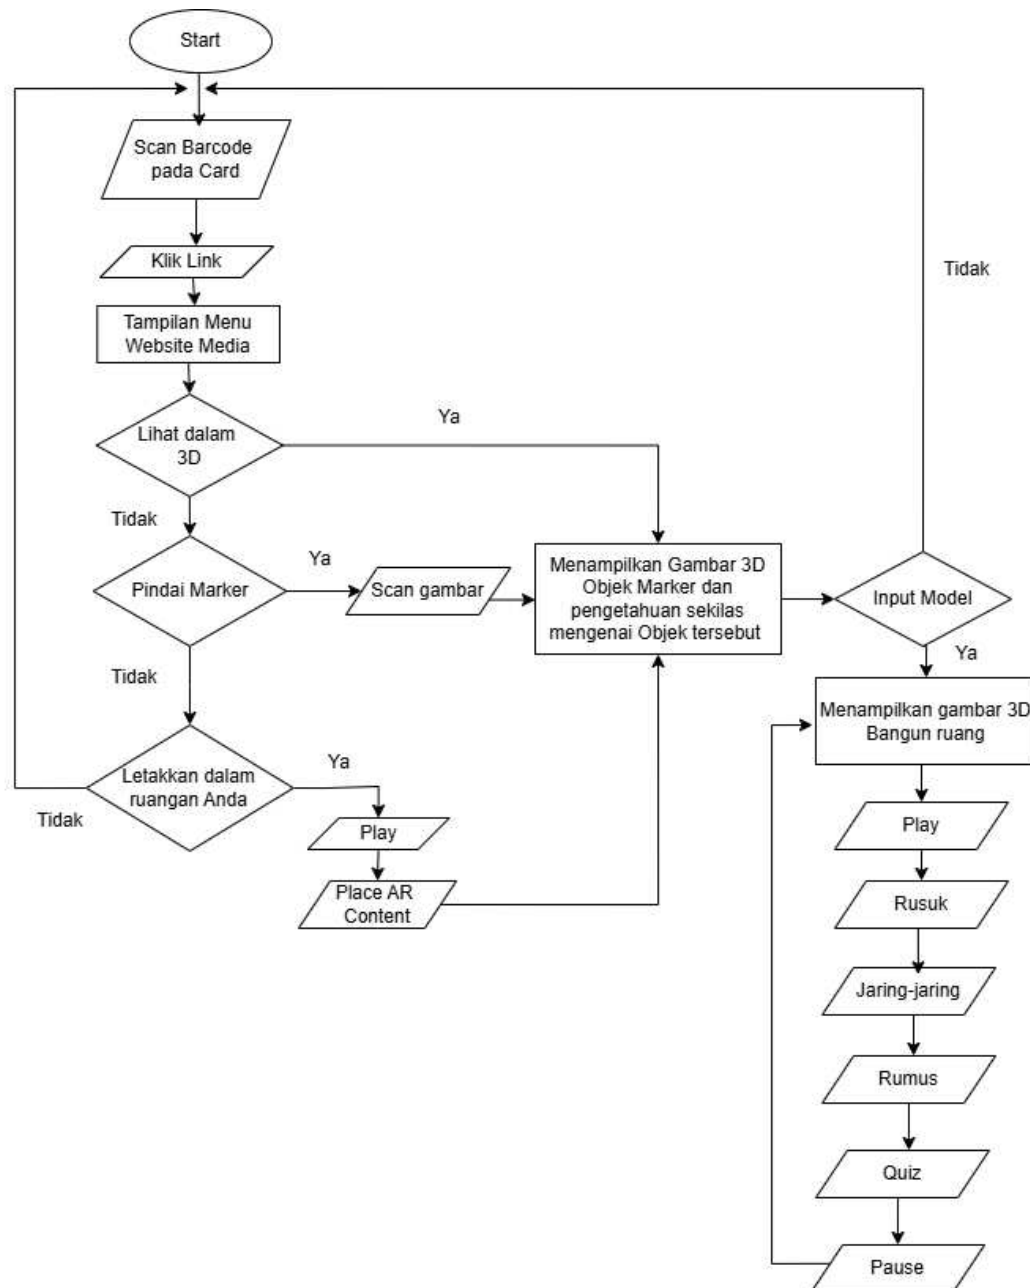 Start
Scan Barcode
pada Card
Klik Link
Tidak
Tampilan Menu
Website Media
Ya
Lihat dalam
3D
Tidak
Pindai Marker
Ya
Scan gambar
Menampilkan Gambar 3D
Objek Marker dan
pengetahuan sekilas
mengenai Objek tersebut
Input Model
Ya
Tidak
Menampilkan gambar 3D
Bangun ruang
Letakkan dalam
ruangan Anda
Ya
Tidak
Play
Place AR
Content
Play
Rusuk
Jaring-jaring
Rumus
Quiz
Pause